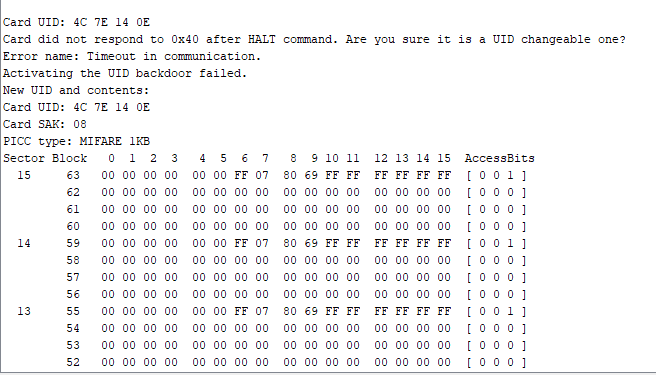 Card UID: 4C 7E 14 0E
Card did not respond to 0x40 after HALT command. Are you sure it is a UID changeable one?
Error name: Timeout in communication.
Activating the UID backdoor failed.
New UID and contents:
Card UID: 4C 7E 14 0E
Card SAK: 08
PICC type: MIFARE 1KB
Sector Block 0 1 2 3 4 5 6 7 8 9 10 11 12 13 14 15 AccessBits
15 63 00 00 00 00 00 00 FF 07 80 69 FF FF FF FF FF FF [ 0 0 1 ]
62 00 00 00 00 00 00 00 00 00 00 00 00 00 00 00 00 [ 0 0 0 ]
61 00 00 00 00 00 00 00 00 00 00 00 00 00 00 00 00 [ 0 0 0 ]
60 00 00 00 00 00 00 00 00 00 00 00 00 00 00 00 00 [ 0 0 0 ]
14 59 00 00 00 00 00 00 FF 07 80 69 FF FF FF FF FF FF [ 0 0 1 ]
58 00 00 00 00 00 00 00 00 00 00 00 00 00 00 00 00 [ 0 0 0 ]
57 00 00 00 00 00 00 00 00 00 00 00 00 00 00 00 00 [ 0 0 0 ]
56 00 00 00 00 00 00 00 00 00 00 00 00 00 00 00 00 [ 0 0 0 ]
13 55 00 00 00 00 00 00 FF 07 80 69 FF FF FF FF FF FF [ 0 0 1 ]
54 00 00 00 00 00 00 00 00 00 00 00 00 00 00 00 00 [ 0 0 0 ]
53 00 00 00 00 00 00 00 00 00 00 00 00 00 00 00 00 [ 0 0 0 ]
52 00 00 00 00 00 00 00 00 00 00 00 00 00 00 00 00 [ 0 0 0 ]